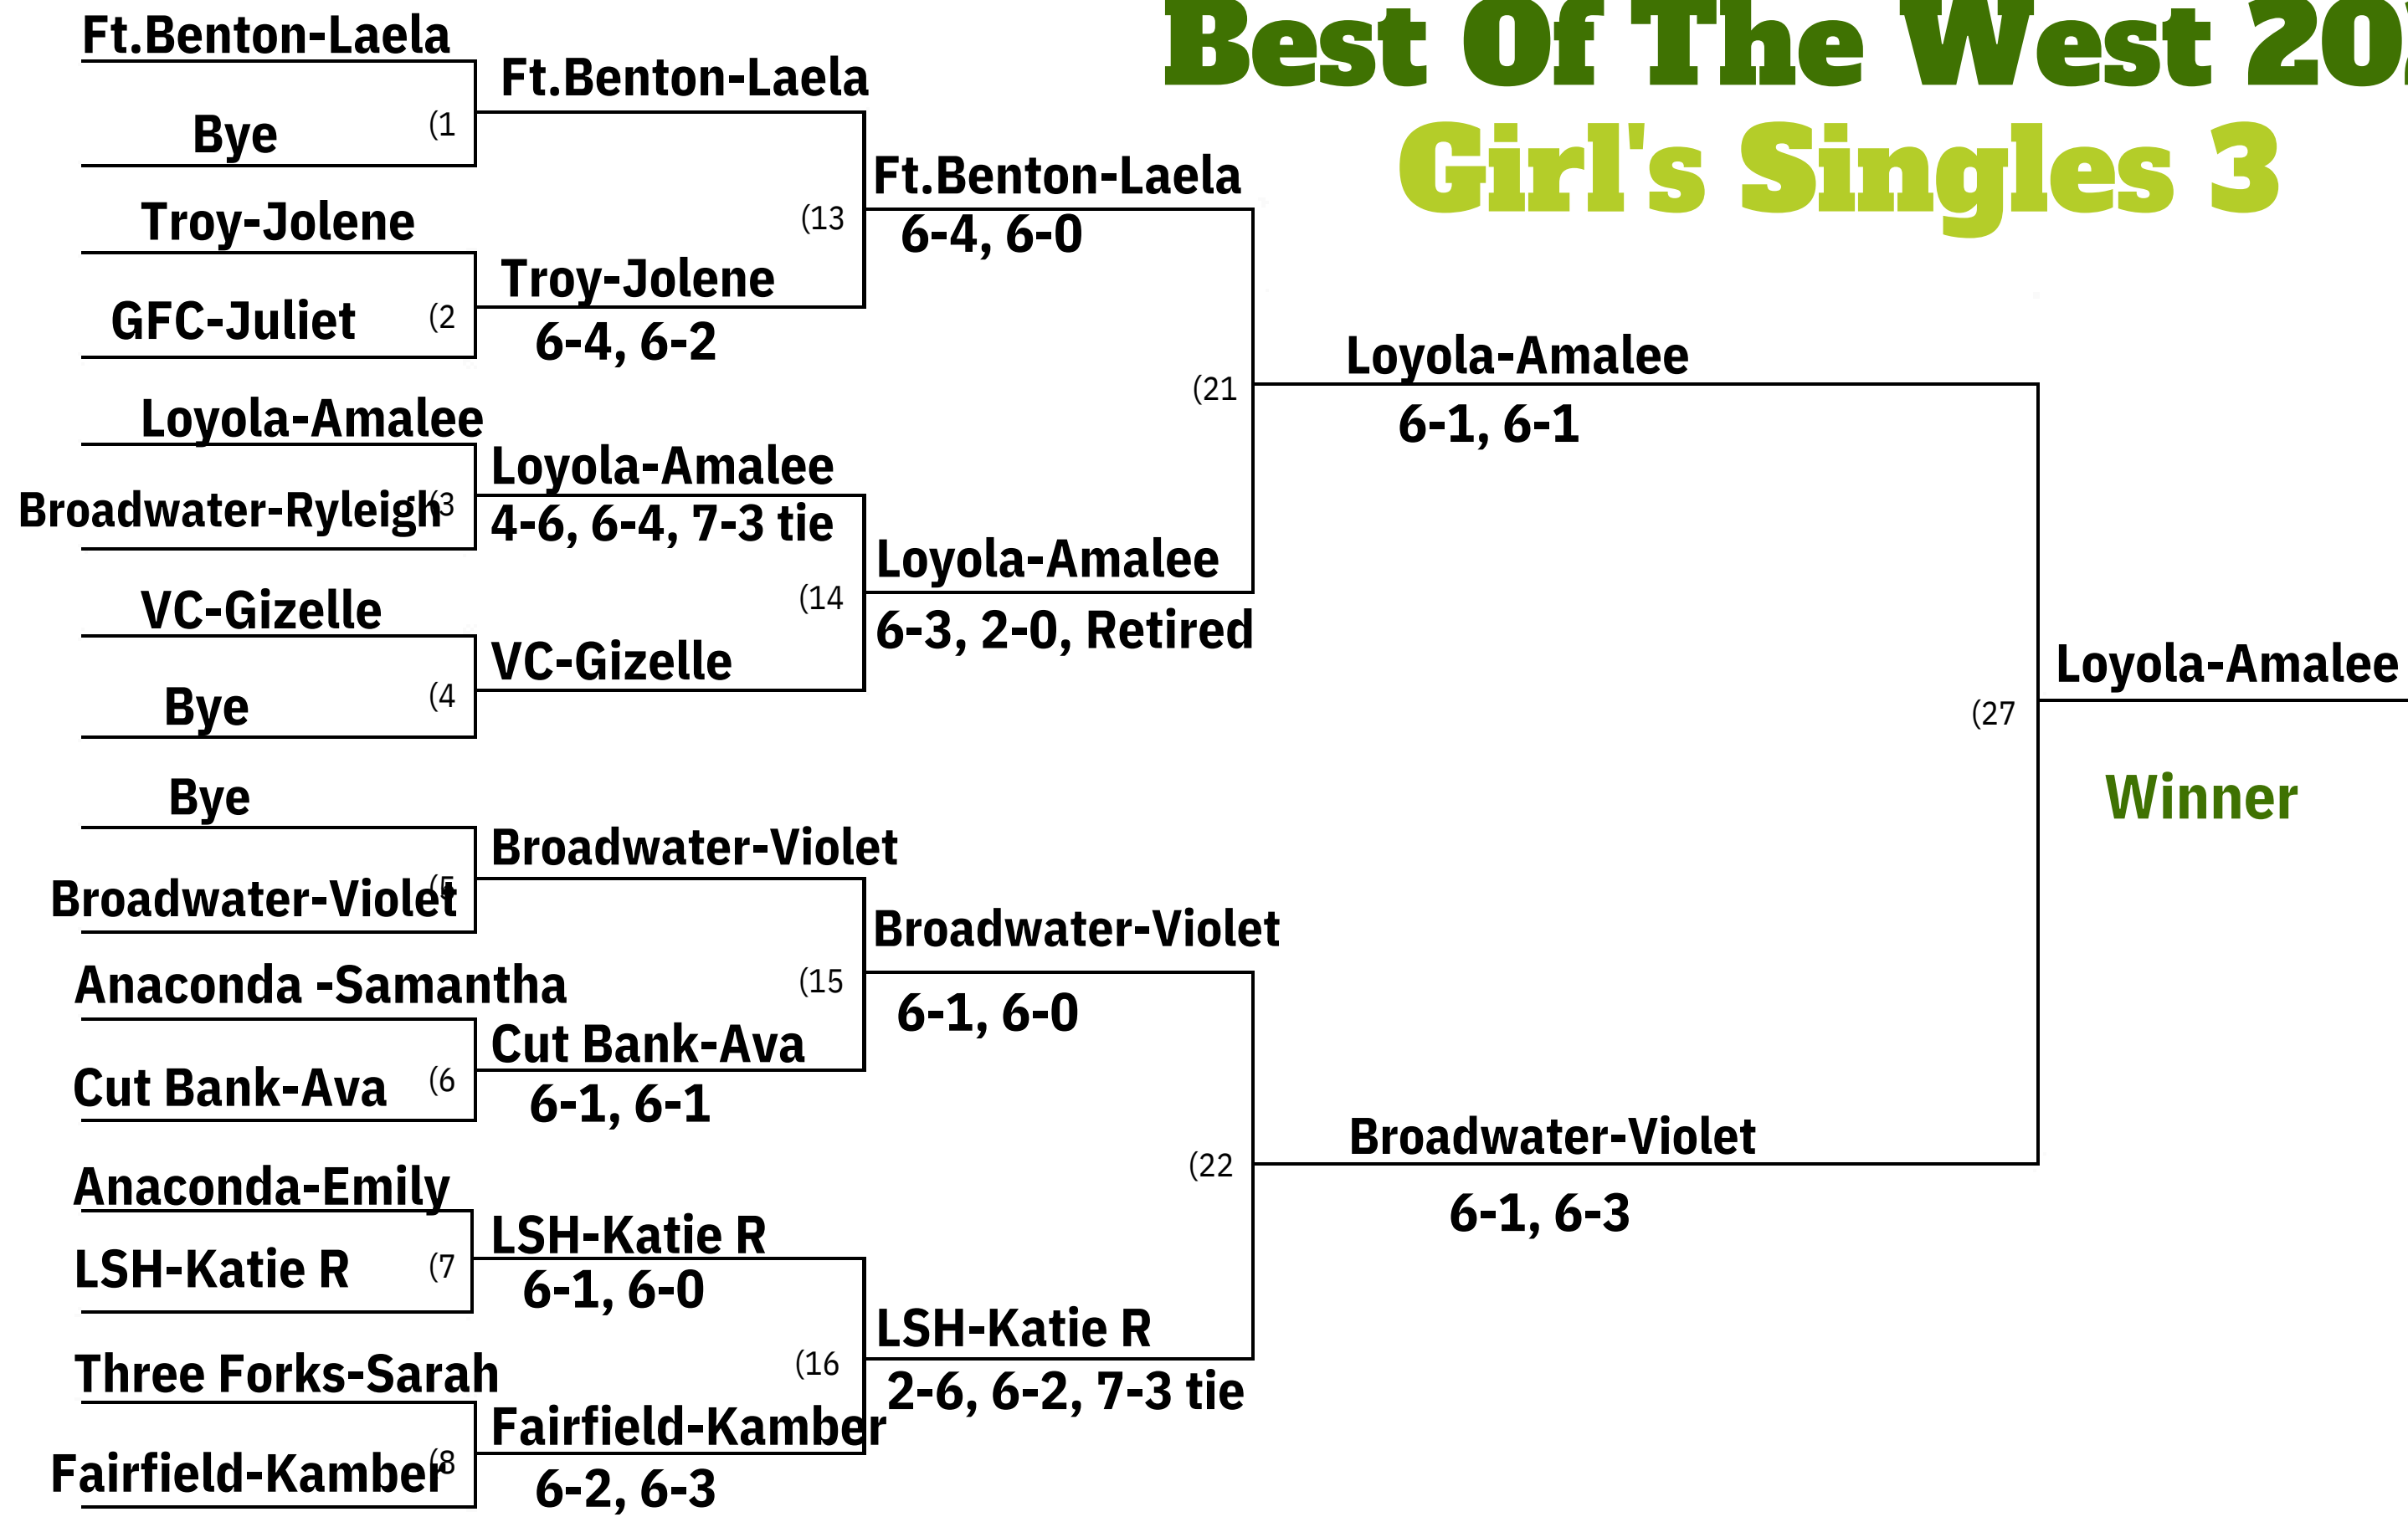 Best Of The West 20
Girl's Singles 3
Ft.Benton-Laela
Bye
(1
Troy-Jolene
GFC-Juliet
(2
Loyola-Amalee
Broadwater-Ryleigh
(3
VC-Gizelle
Bye
(4
Bye
Broadwater-Violet
(5
Anaconda -Samantha
Cut Bank-Ava
(6
Anaconda-Emily
LSH-Katie R
(7
Three Forks-Sarah
Fairfield-Kamber
(8
Ft.Benton-Laela
(13
Troy-Jolene
6-4, 6-2
Loyola-Amalee
4-6, 6-4, 7-3 tie
(14
VC-Gizelle
Broadwater-Violet
(15
Cut Bank-Ava
6-1, 6-1
LSH-Katie R
6-1, 6-0
(16
Fairfield-Kamber
6-2, 6-3
Ft.Benton-Laela
6-4, 6-0
(21
Loyola-Amalee
6-3, 2-0, Retired
Broadwater-Violet
6-1, 6-0
(22
LSH-Katie R
2-6, 6-2, 7-3 tie
Loyola-Amalee
6-1, 6-1
(27
Broadwater-Violet
6-1, 6-3
Loyola-Amalee
Winner